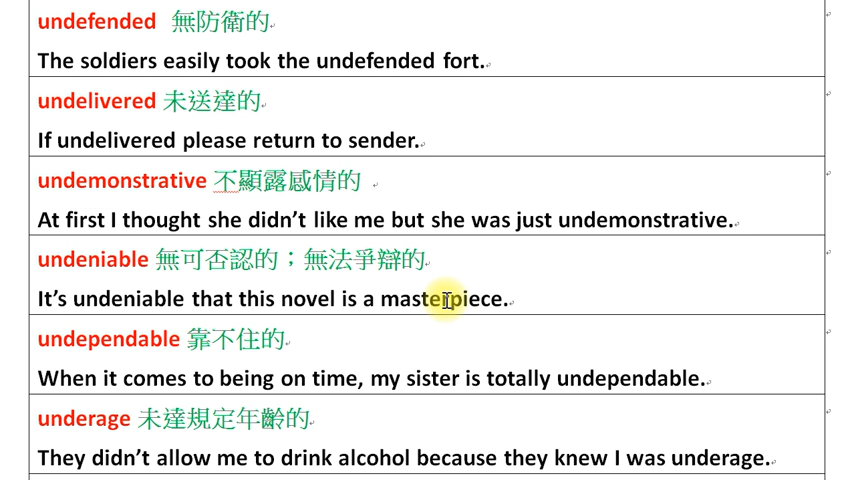 undefended 無防衛的
The soldiers easily took the undefended fort.
undelivered 未送達的
If undelivered please return to sender.
undemonstrative 不顯露感情的
At first I thought she didn’t like me but she was just undemonstrative.
undeniable 無可否認的；無法爭辯的
It’s undeniable that this novel is a masterpiece.
undependable 靠不住的
When it comes to being on time, my sister is totally undependable.
underage 未達規定年齡的
They didn’t allow me to drink alcohol because they knew I was underage.